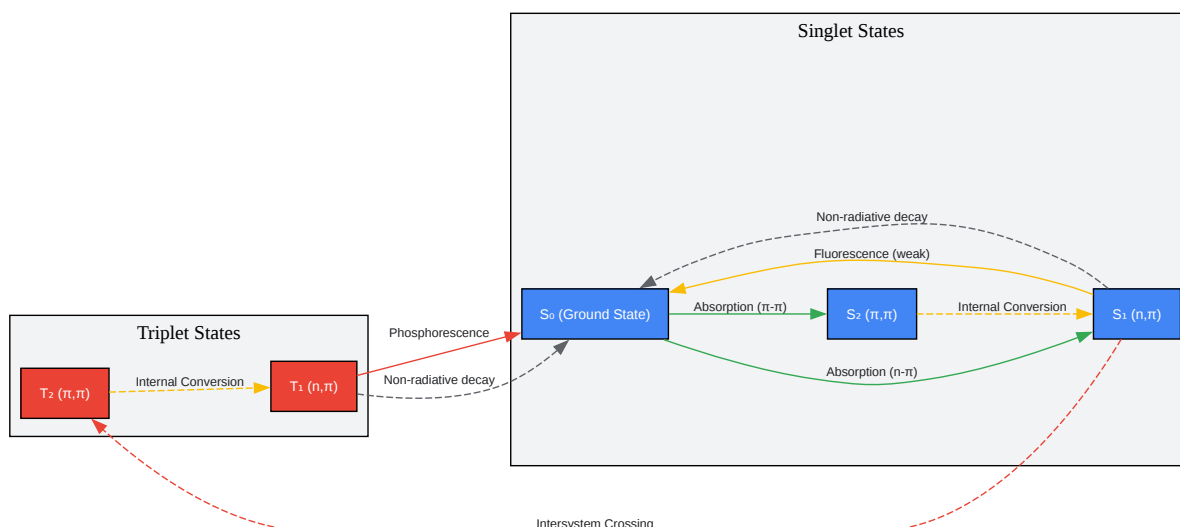 Singlet States
Non-radiative decay
Fluorescence (weak)
S₀ (Ground State)
Absorption (π-π)
S₂ (π,π)
Internal Conversion
S₁ (n,π)
Absorption (n-π)
Triplet States
Phosphorescence
T₂ (π,π)
Internal Conversion
T₁ (n,π)
Non-radiative decay
Intersystem Crossing